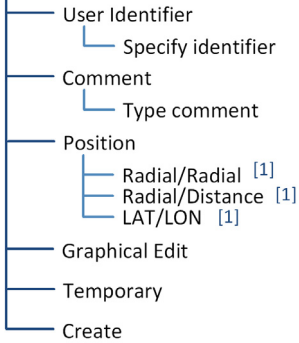 User Identifier
Specify identifier
Comment
Type comment
Position
Radial/Radial [1]
Radial/Distance [1]
LAT/LON [1]
Graphical Edit
Temporary
Create